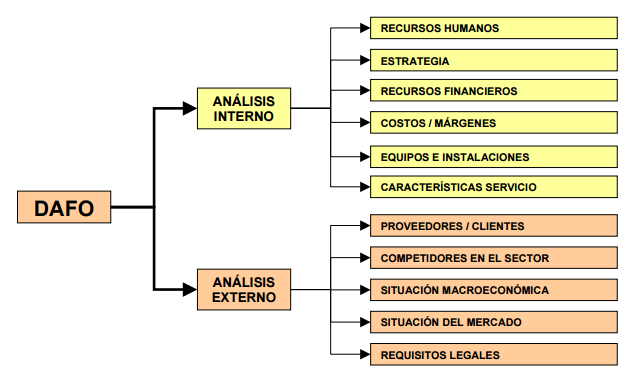 RECURSOS HUMANOS
ESTRATEGIA
RECURSOS FINANCIEROS
ANÁLISIS
INTERNO
COSTOS / MÁRGENES
EQUIPOS E INSTALACIONES
CARACTERÍSTICAS SERVICIO
DAFO
PROVEEDORES / CLIENTES
COMPETIDORES EN EL SECTOR
ANÁLISIS
EXTERNO
SITUACIÓN MACROECONÓMICA
SITUACIÓN DEL MERCADO
REQUISITOS LEGALES